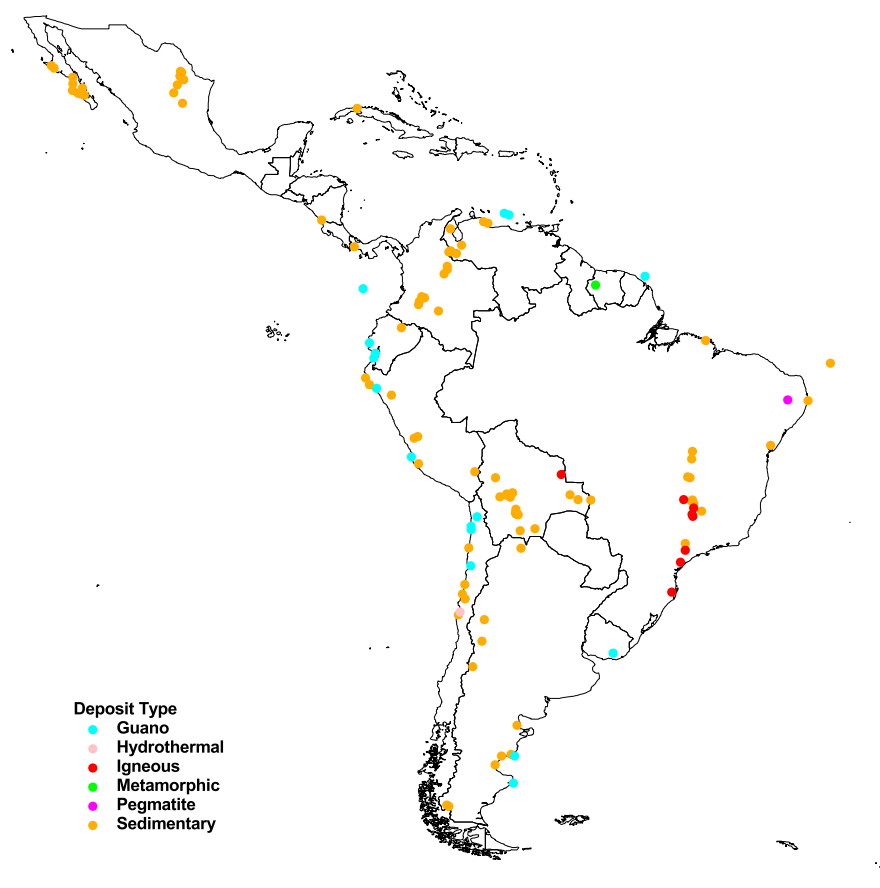 Deposit Type
Guano
Hydrothermal
Igneous
Metamorphic
Pegmatite
Sedimentary